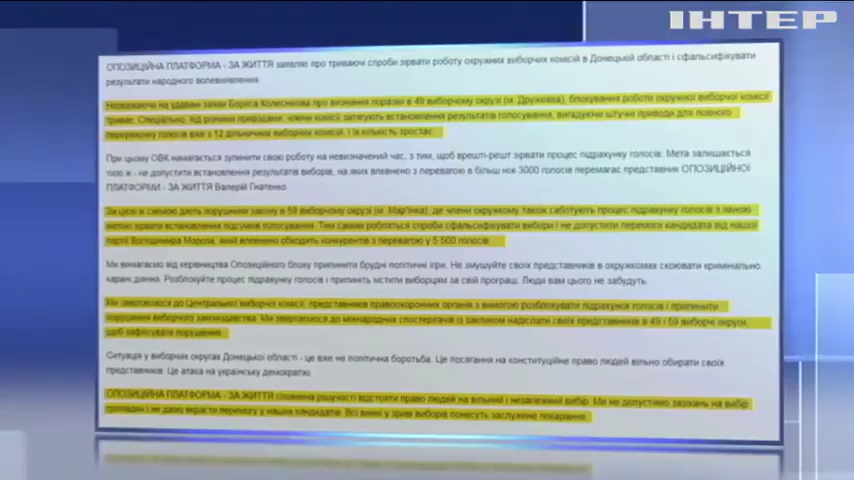 ІНТЕР
ОПОЗИЦІЙНА ПЛАТФОРМА - ЗА ЖИТТЯ заявляє про триваючі спроби зірвати роботу окружних виборчих комісій в Донецькій області і сфальсифікувати
результати народного волевиявлення.
Незважаючи на удавані заяви Бориса Колеснікова про визнання поразки в 49 виборчому окрузі (м. Дружківка), блокування роботи окружної виборчої комісії
триває. Спеціально, під різними приводами, члени комісії затягують встановлення результатів голосування, вигадуючи штучні приводи для повного
перерахунку голосів вже з 12 дільничних виборчих комісій, і їх кількість зростає.
При цьому ОВК намагається зупинити свою роботу на невизначений час, з тим, щоб врешті-решт зірвати процес підрахунку голосів. Мета залишається
тією ж - не допустити встановлення результатів виборів, на яких впевнено з перевагою в більш ніж 3000 голосів перемагає представник ОПОЗИЦІЙНОЇ
ПЛАТФОРМИ - ЗА ЖИТТЯ Валерій Гнатенко.
За цією ж схемою діють порушники закону в 59 виборчому окрузі (м. Мар'їнка), де члени окружкому також саботують процес підрахунку голосів з явною
метою зірвати встановлення підсумків голосування. Тим самим робляться спроби сфальсифікувати вибори і не допустити перемоги кандидата від нашої
партії Володимира Мороза, який впевнено обходить конкурентів з перевагою у 5 500 голосів.
Ми вимагаємо від керівництва Опозиційного блоку припинити брудні політичні ігри. Не змушуйте своїх представників в окружкомах скоювати кримінально
карані діяння. Розблокуйте процес підрахунку голосів і припиніть мстити виборцям за свій програш. Люди вам цього не забудуть.
Ми звертаємося до Центральної виборчої комісії, представників правоохоронних органів з вимогою розблокувати підрахунок голосів і припинити
порушення виборчого законодавства. Ми звертаємося до міжнародних спостерігачів із закликом надіслати своїх представників в 49 і 59 виборчі округи,
щоб зафіксувати порушення.
Ситуація у виборчих округах Донецької області - це вже не політична боротьба. Це посягання на конституційне право людей вільно обирати своїх
представників. Це атака на українську демократію.
ОПОЗИЦІЙНА ПЛАТФОРМА - ЗА ЖИТТЯ сповнена рішучості відстояти право людей на вільний і незалежний вибір. Ми не допустимо зазіхань на вибір
громадян і не дамо вкрасти перемогу у наших кандидатів. Всі винні у зриві виборів понесуть заслужене покарання.